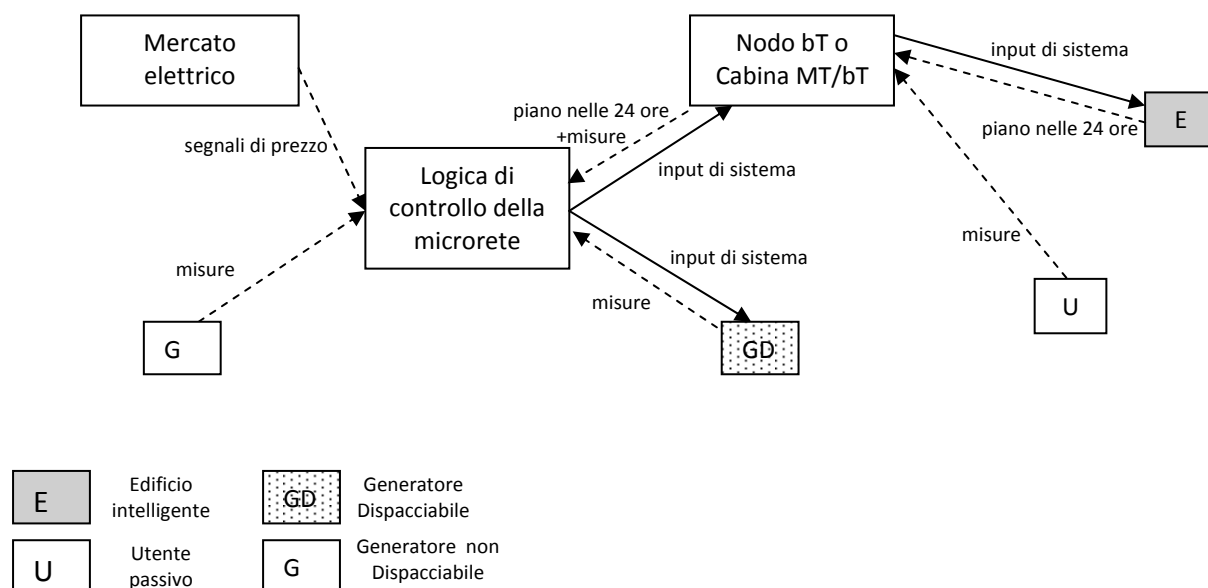 Mercato
elettrico
Nodo bT o
Cabina MT/bT
input di sistema
E
piano nelle 24 ore
piano nelle 24 ore
+misure
segnali di prezzo
Logica di
controllo della
microrete
input di sistema
misure
input di sistema
misure
misure
U
G
GD
E
Edificio
intelligente
GD
Generatore
Dispacciabile
U
Utente
passivo
G
Generatore non
Dispacciabile